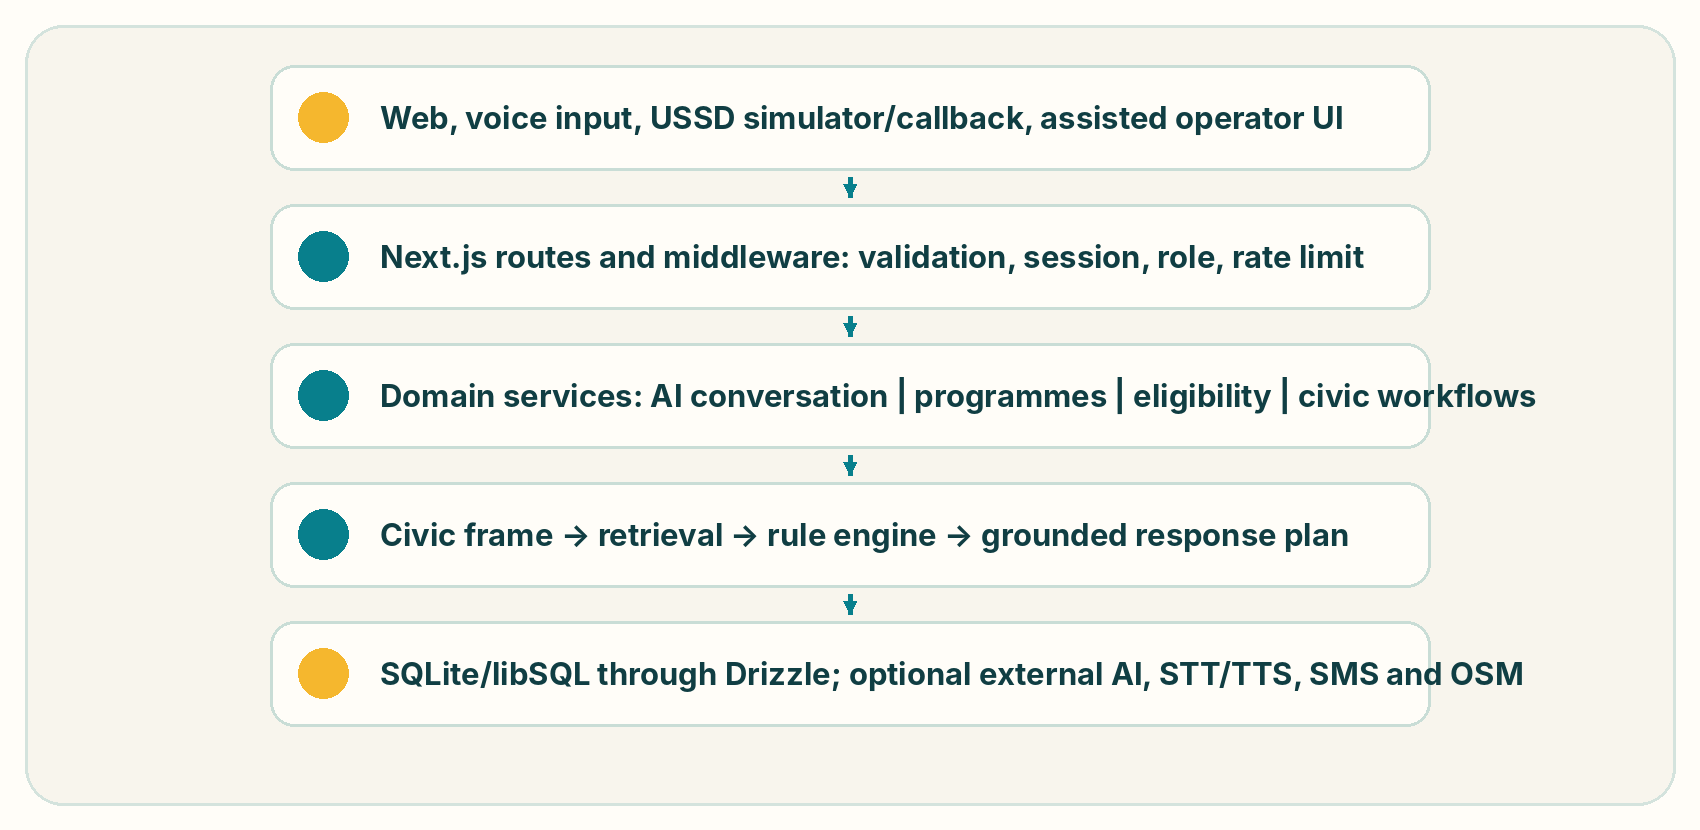 Web, voice input, USSD simulator/callback, assisted operator UI
Next.js routes and middleware: validation, session, role, rate limit
Domain services: AI conversation | programmes | eligibility | civic workflows
Civic frame → retrieval → rule engine → grounded response plan
SQLite/libSQL through Drizzle; optional external AI, STT/TTS, SMS and OSM